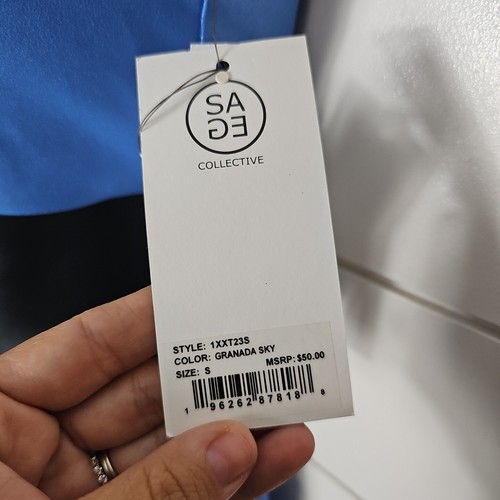 SA
GE
COLLECTIVE
STYLE: 1XXT23S
COLOR: GRANADA SKY
SIZE: S MSRP: $50.00
1 96262 87818 8